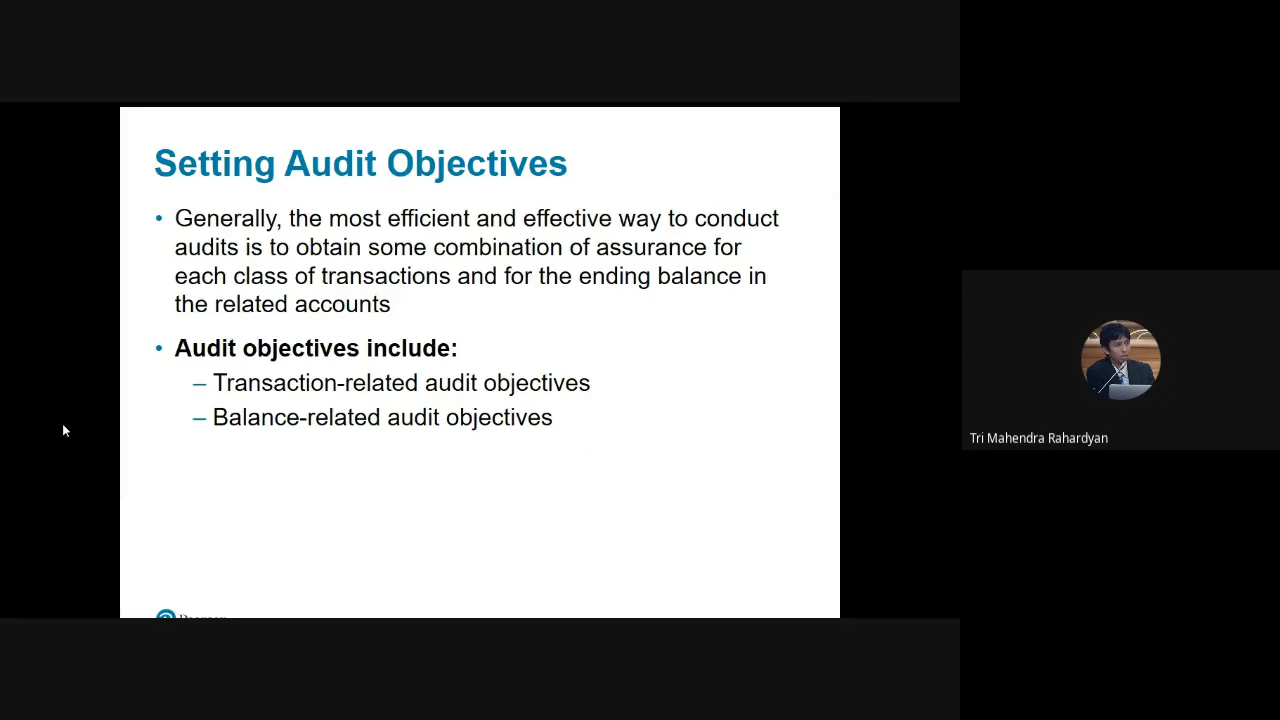 Setting Audit Objectives
• Generally, the most efficient and effective way to conduct
audits is to obtain some combination of assurance for
each class of transactions and for the ending balance in
the related accounts
• Audit objectives include:
– Transaction-related audit objectives
– Balance-related audit objectives
Tri Mahendra Rahardyan